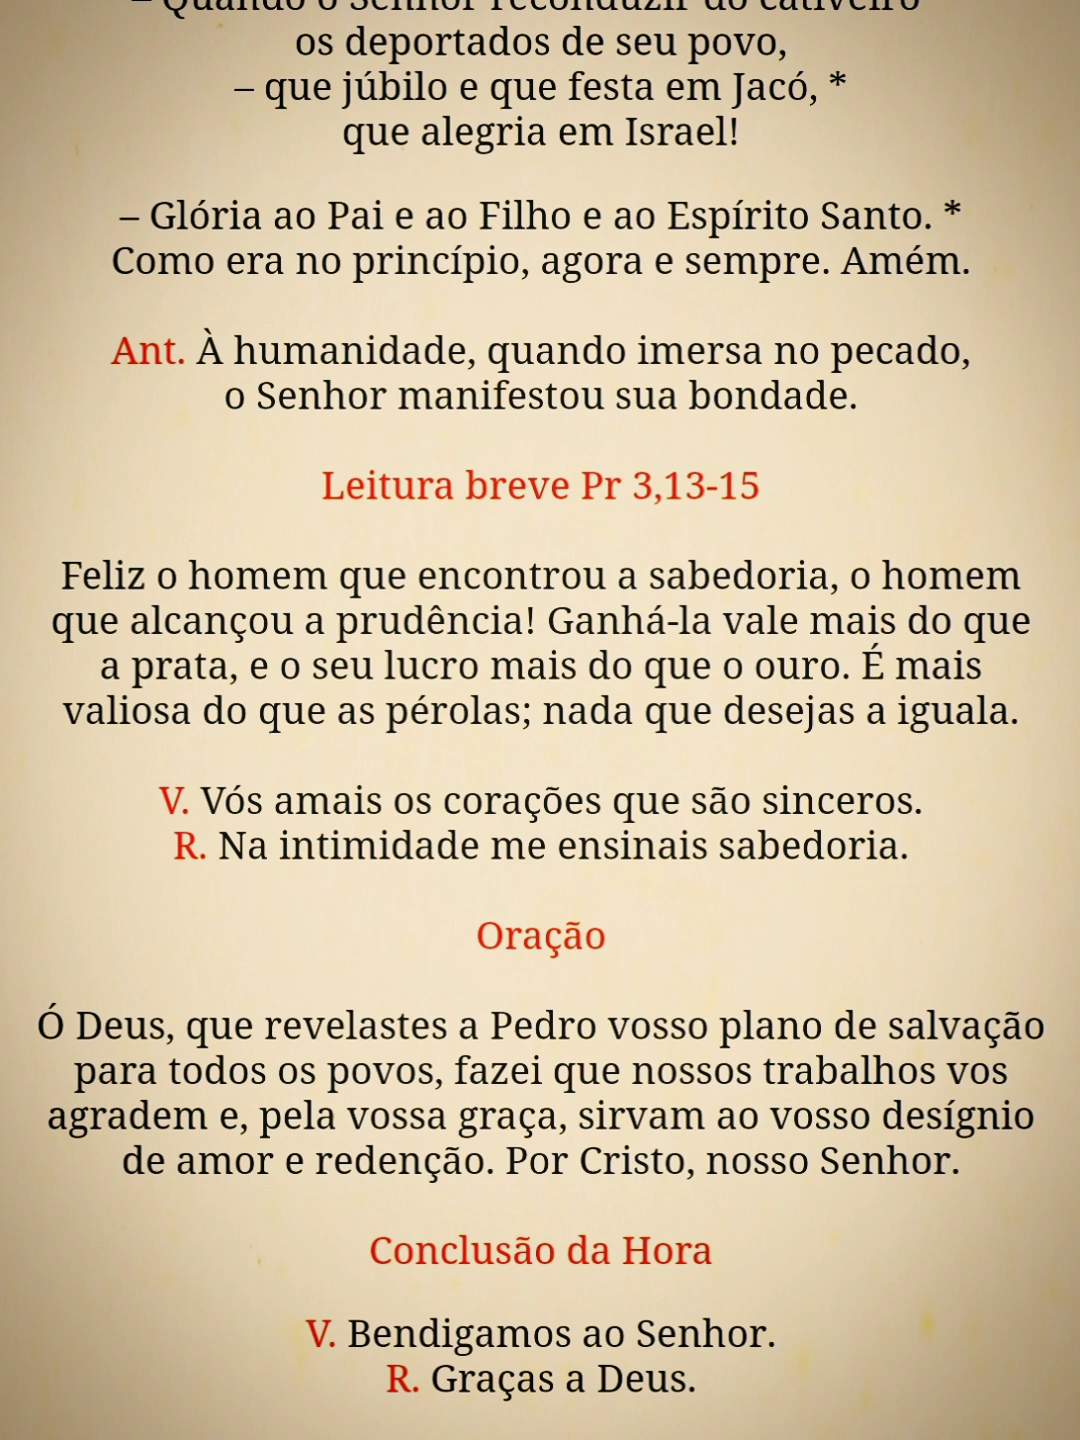 – Quando o Senhor reconduzir do cativeiro
os deportados de seu povo,
– que júbilo e que festa em Jacó, *
que alegria em Israel!
– Glória ao Pai e ao Filho e ao Espírito Santo. *
Como era no princípio, agora e sempre. Amém.
Ant. À humanidade, quando imersa no pecado,
o Senhor manifestou sua bondade.
Leitura breve Pr 3,13-15
Feliz o homem que encontrou a sabedoria, o homem
que alcançou a prudência! Ganhá-la vale mais do que
a prata, e o seu lucro mais do que o ouro. É mais
valiosa do que as pérolas; nada que desejas a iguala.
V. Vós amais os corações que são sinceros.
R. Na intimidade me ensinais sabedoria.
Oração
Ó Deus, que revelastes a Pedro vosso plano de salvação
para todos os povos, fazei que nossos trabalhos vos
agradem e, pela vossa graça, sirvam ao vosso desígnio
de amor e redenção. Por Cristo, nosso Senhor.
Conclusão da Hora
V. Bendigamos ao Senhor.
R. Graças a Deus.